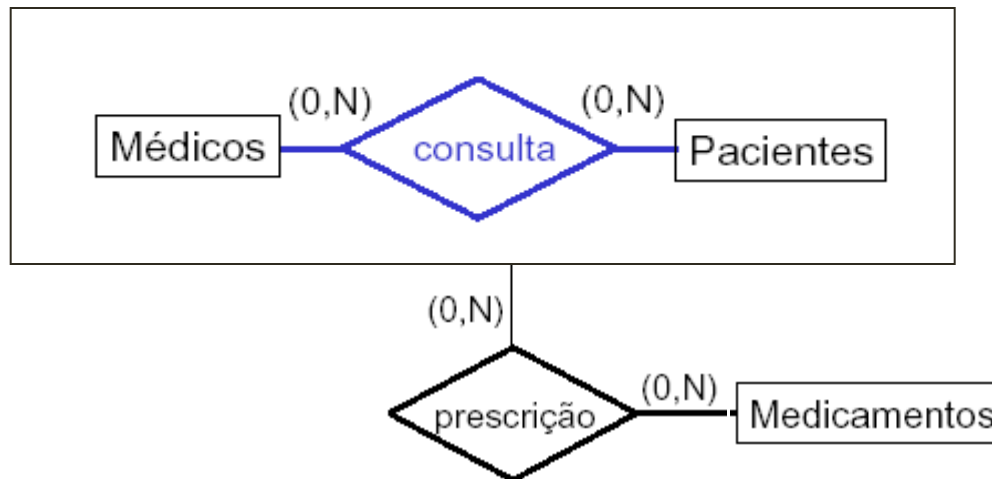 (0,N) (0,N)
Médicos consulta Pacientes
(0,N)
(0,N)
prescrição Medicamentos